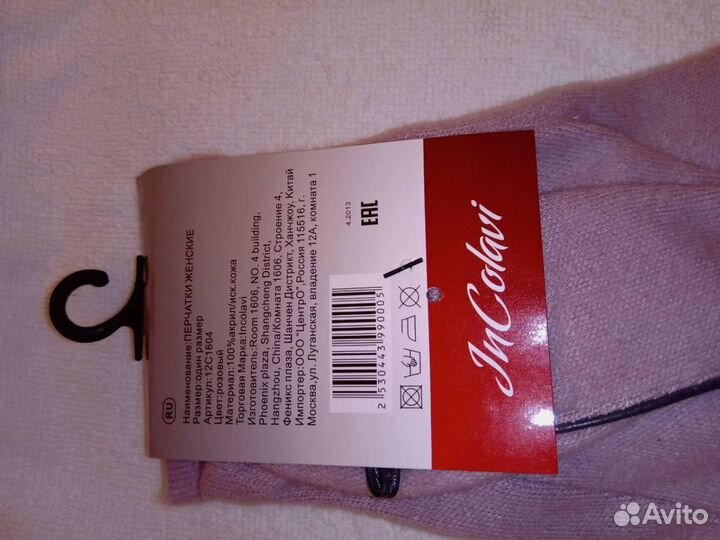 RU
Наименование:ПЕРЧАТКИ ЖЕНСКИЕ
Размер:один размер
Артикул:12С1604
Цвет:розовый
Материал:100%акрил/иск.кожа
Торговая Марка:Incolavi
Изготовитель:Room 1606, NO. 4 building,
Phoenix plaza, Shangcheng District,
Hangzhou, China/Комната 1606, Строение 4,
Феникс плаза, Шанчен Дистрикт, Ханчжоу, Китай
Импортер:ООО "ЦентрО",Россия 115516, г.
Москва,ул. Луганская, владение 12А, комната 1
2 530443 990005
4.2013
EAC
InColavi
Avito